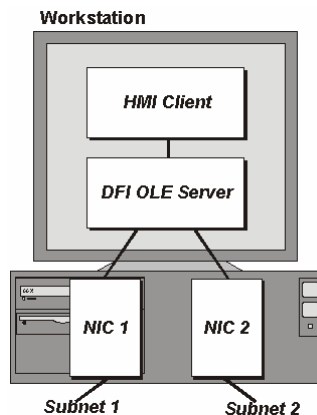 Workstation
HMI Client
DFI OLE Server
NIC 1
NIC 2
Subnet 1
Subnet 2